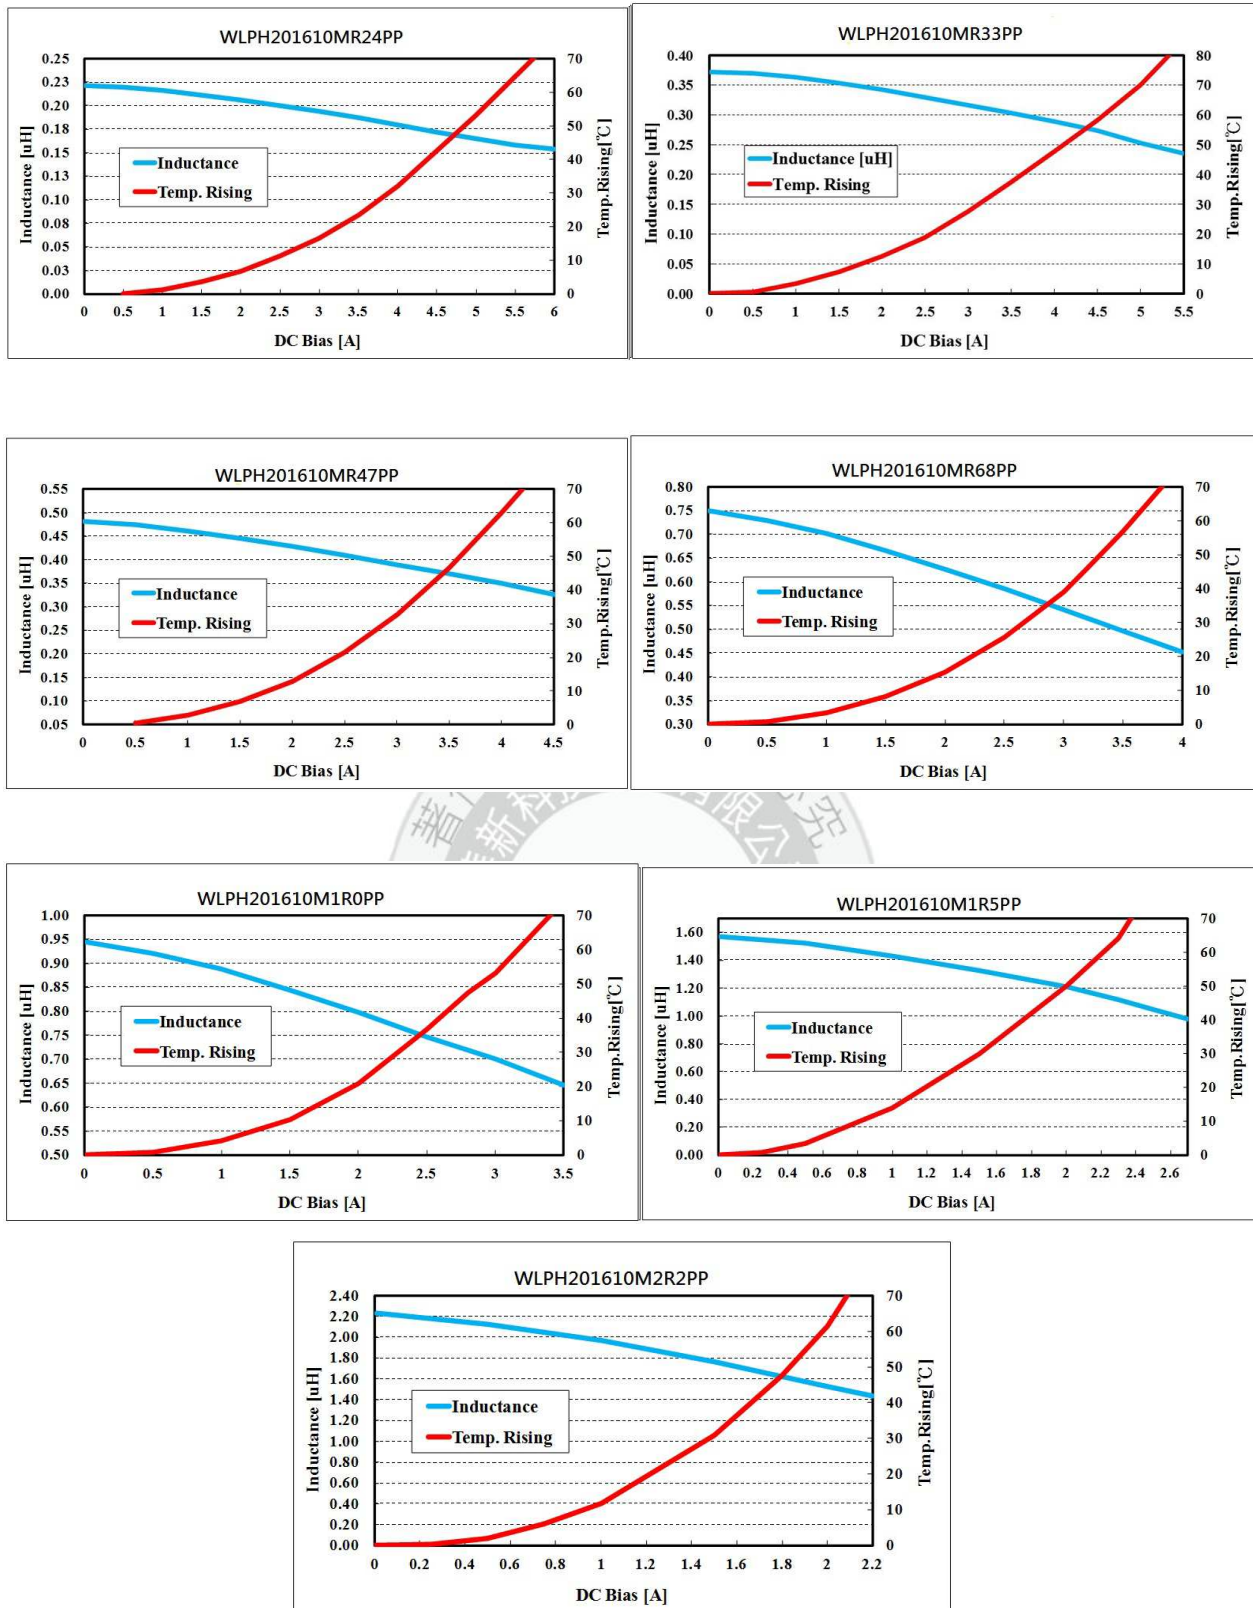 WLPH201610MR24PP
0.25
0.23
0.20
0.18
0.15
0.13
0.10
0.08
0.05
0.03
0.00
Inductance [uH]
70
60
50
40
30
20
10
0
Temp.Rising[℃]
Inductance
Temp. Rising
0 0.5 1 1.5 2 2.5 3 3.5 4 4.5 5 5.5 6
DC Bias [A]
WLPH201610MR33PP
0.40
0.35
0.30
0.25
0.20
0.15
0.10
0.05
0.00
Inductance [uH]
80
70
60
50
40
30
20
10
0
Temp.Rising[℃]
Inductance [uH]
Temp. Rising
0 0.5 1 1.5 2 2.5 3 3.5 4 4.5 5 5.5
DC Bias [A]
WLPH201610MR47PP
0.55
0.50
0.45
0.40
0.35
0.30
0.25
0.20
0.15
0.10
0.05
Inductance [uH]
70
60
50
40
30
20
10
0
Temp.Rising[℃]
Inductance
Temp. Rising
0 0.5 1 1.5 2 2.5 3 3.5 4 4.5
DC Bias [A]
WLPH201610MR68PP
0.80
0.75
0.70
0.65
0.60
0.55
0.50
0.45
0.40
0.35
0.30
Inductance [uH]
70
60
50
40
30
20
10
0
Temp.Rising[℃]
Inductance
Temp. Rising
0 0.5 1 1.5 2 2.5 3 3.5 4
DC Bias [A]
新科技
有限公
究
WLPH201610M1R0PP
1.00
0.95
0.90
0.85
0.80
0.75
0.70
0.65
0.60
0.55
0.50
Inductance [uH]
70
60
50
40
30
20
10
0
Temp.Rising[℃]
Inductance
Temp. Rising
0 0.5 1 1.5 2 2.5 3 3.5
DC Bias [A]
WLPH201610M1R5PP
1.60
1.40
1.20
1.00
0.80
0.60
0.40
0.20
0.00
Inductance [uH]
70
60
50
40
30
20
10
0
Temp.Rising[℃]
Inductance
Temp. Rising
0 0.2 0.4 0.6 0.8 1 1.2 1.4 1.6 1.8 2 2.2 2.4 2.6
DC Bias [A]
WLPH201610M2R2PP
2.40
2.20
2.00
1.80
1.60
1.40
1.20
1.00
0.80
0.60
0.40
0.20
0.00
Inductance [uH]
70
60
50
40
30
20
10
0
Temp.Rising[℃]
Inductance
Temp. Rising
0 0.2 0.4 0.6 0.8 1 1.2 1.4 1.6 1.8 2 2.2
DC Bias [A]